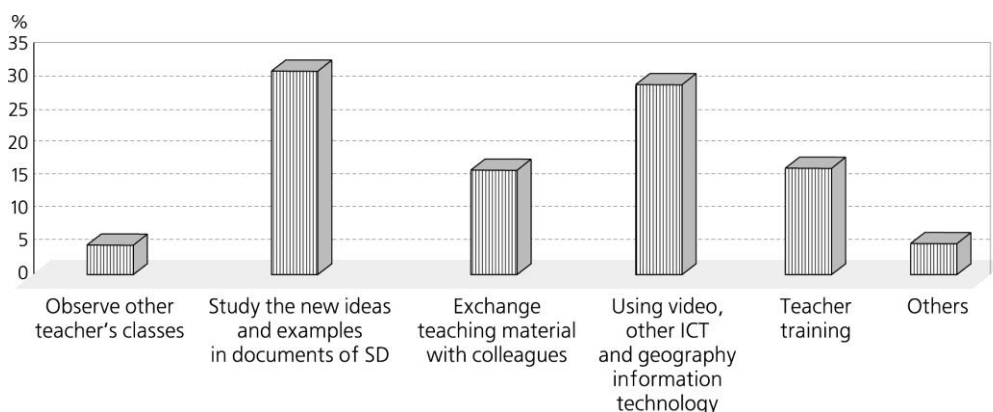 %
35
30
25
20
15
10
5
0
Observe other
teacher's classes
Study the new ideas
and examples
in documents of SD
Exchange
teaching material
with colleagues
Using video,
other ICT
and geography
information
technology
Teacher
training
Others